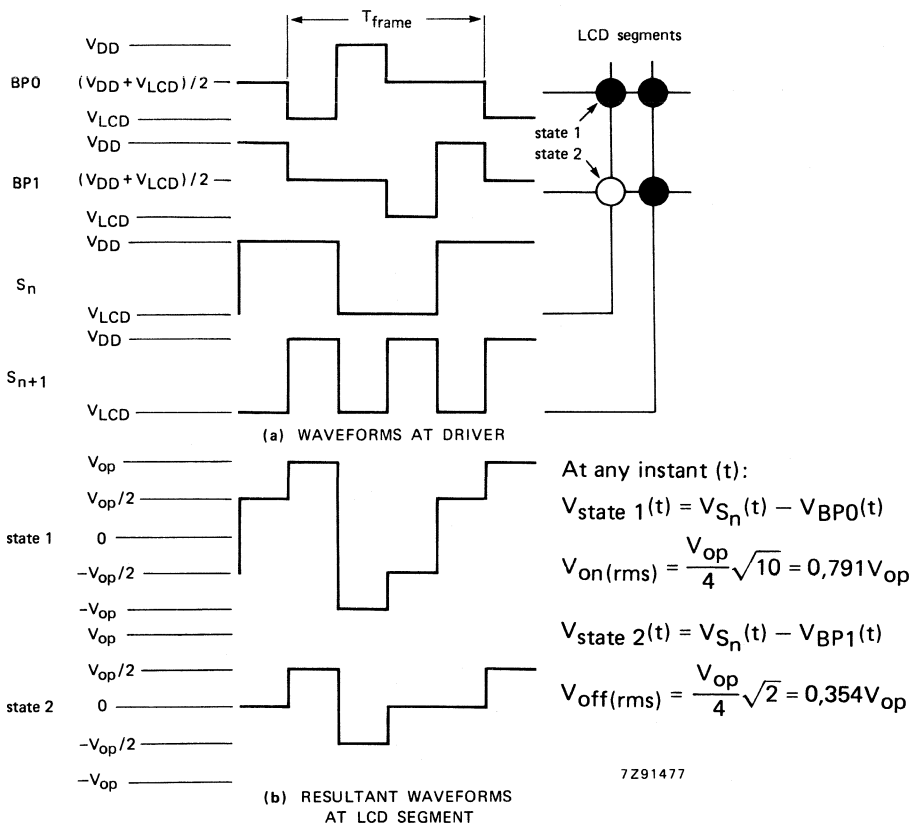 T_frame
V_DD
BP0 (V_DD + V_LCD)/2
V_LCD
V_DD
BP1 (V_DD + V_LCD)/2
V_LCD
V_DD
S_n
V_LCD
V_DD
S_n+1
V_LCD
(a) WAVEFORMS AT DRIVER
LCD segments
state 1
state 2
V_op
V_op/2
state 1 0
-V_op/2
-V_op
V_op
V_op/2
state 2 0
-V_op/2
-V_op
(b) RESULTANT WAVEFORMS
AT LCD SEGMENT
At any instant (t):
V_state 1(t) = V_S_n(t) − V_BP0(t)
V_on(rms) = V_op/4 √10 = 0,791V_op
V_state 2(t) = V_S_n(t) − V_BP1(t)
V_off(rms) = V_op/4 √2 = 0,354V_op
7Z91477